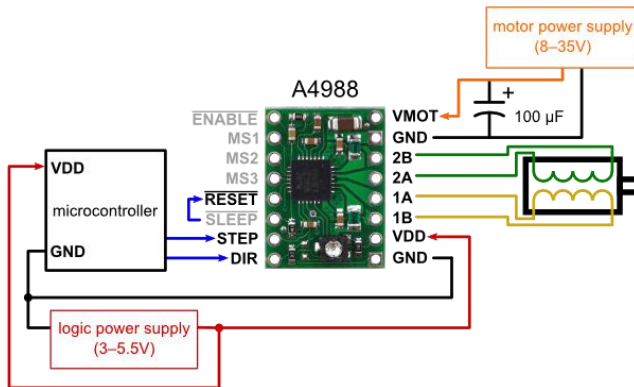 motor power supply
(8–35V)
A4988
+
100 µF
ENABLE
MS1
MS2
MS3
RESET
SLEEP
STEP
DIR
VMOT
GND
2B
2A
1A
1B
VDD
GND
VDD
microcontroller
GND
logic power supply
(3–5.5V)